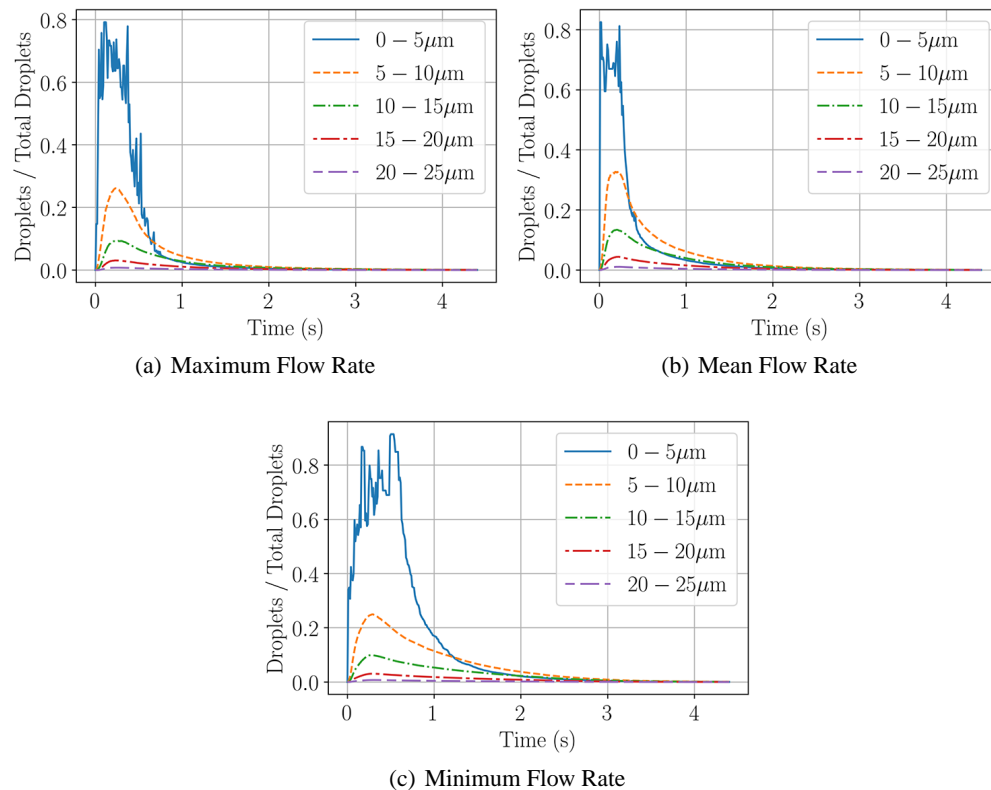 Droplets / Total Droplets
0.8
0.6
0.4
0.2
0.0
0 1 2 3 4
Time (s)
0 − 5μm
5 − 10μm
10 − 15μm
15 − 20μm
20 − 25μm
(a) Maximum Flow Rate
Droplets / Total Droplets
0.8
0.6
0.4
0.2
0.0
0 1 2 3 4
Time (s)
0 − 5μm
5 − 10μm
10 − 15μm
15 − 20μm
20 − 25μm
(b) Mean Flow Rate
Droplets / Total Droplets
0.8
0.6
0.4
0.2
0.0
0 1 2 3 4
Time (s)
0 − 5μm
5 − 10μm
10 − 15μm
15 − 20μm
20 − 25μm
(c) Minimum Flow Rate